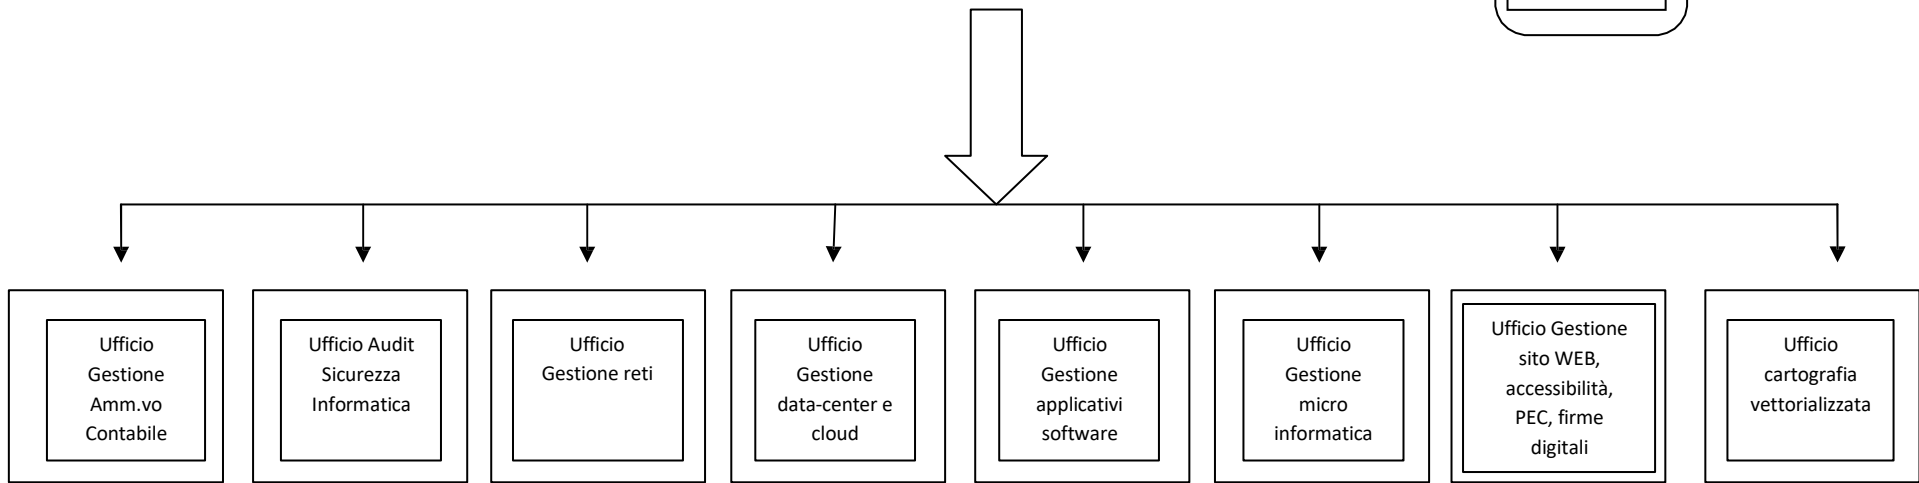 Ufficio
Gestione
Amm.vo
Contabile
Ufficio Audit
Sicurezza
Informatica
Ufficio
Gestione reti
Ufficio
Gestione
data-center e
cloud
Ufficio
Gestione
applicativi
software
Ufficio
Gestione
micro
informatica
Ufficio Gestione
sito WEB,
accessibilità,
PEC, firme
digitali
Ufficio
cartografia
vettorializzata